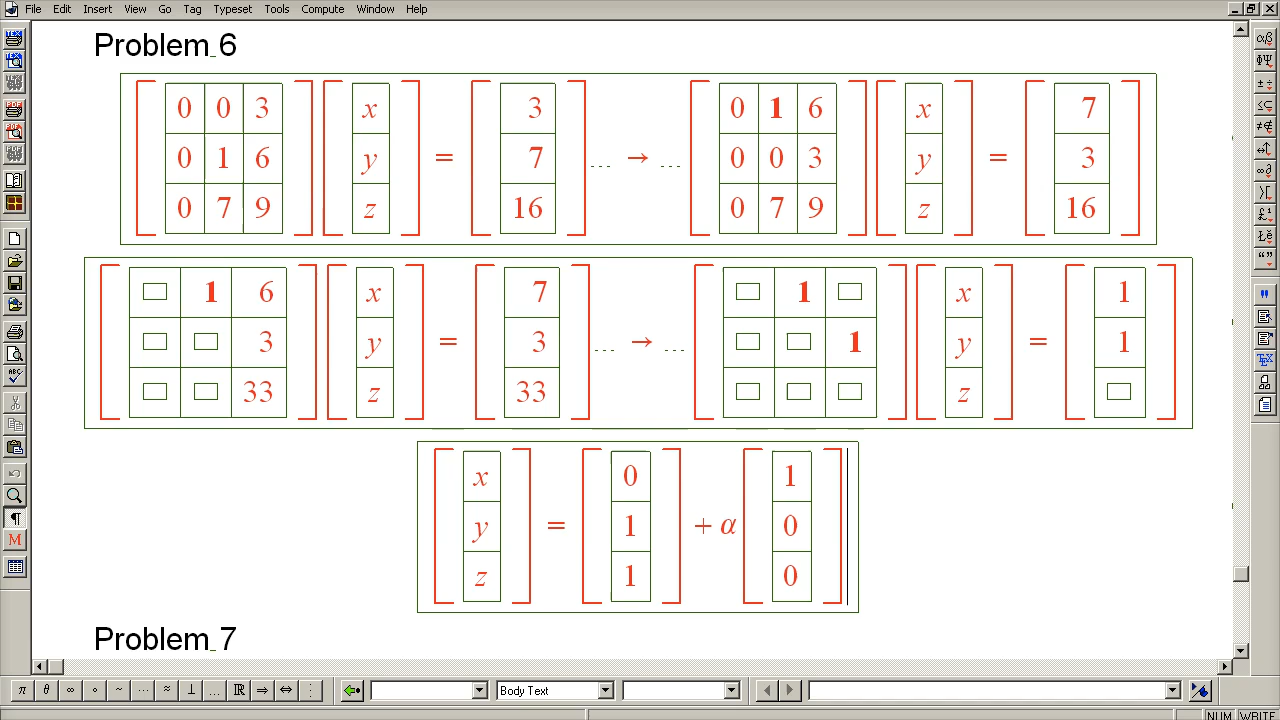 File Edit Insert View Go Tag Typeset Tools Compute Window Help
Problem 6
0 0 3 x 3 0 1 6 x 7
0 1 6 y = 7 ... → ... 0 0 3 y = 3
0 7 9 z 16 0 7 9 z 16
1 6 x 7 1 x 1
3 y = 3 ... → ... 1 y = 1
33 z 33 z
x 0 1
y = 1 + α 0
z 1 0
Problem 7
Body Text
NUM WRITE